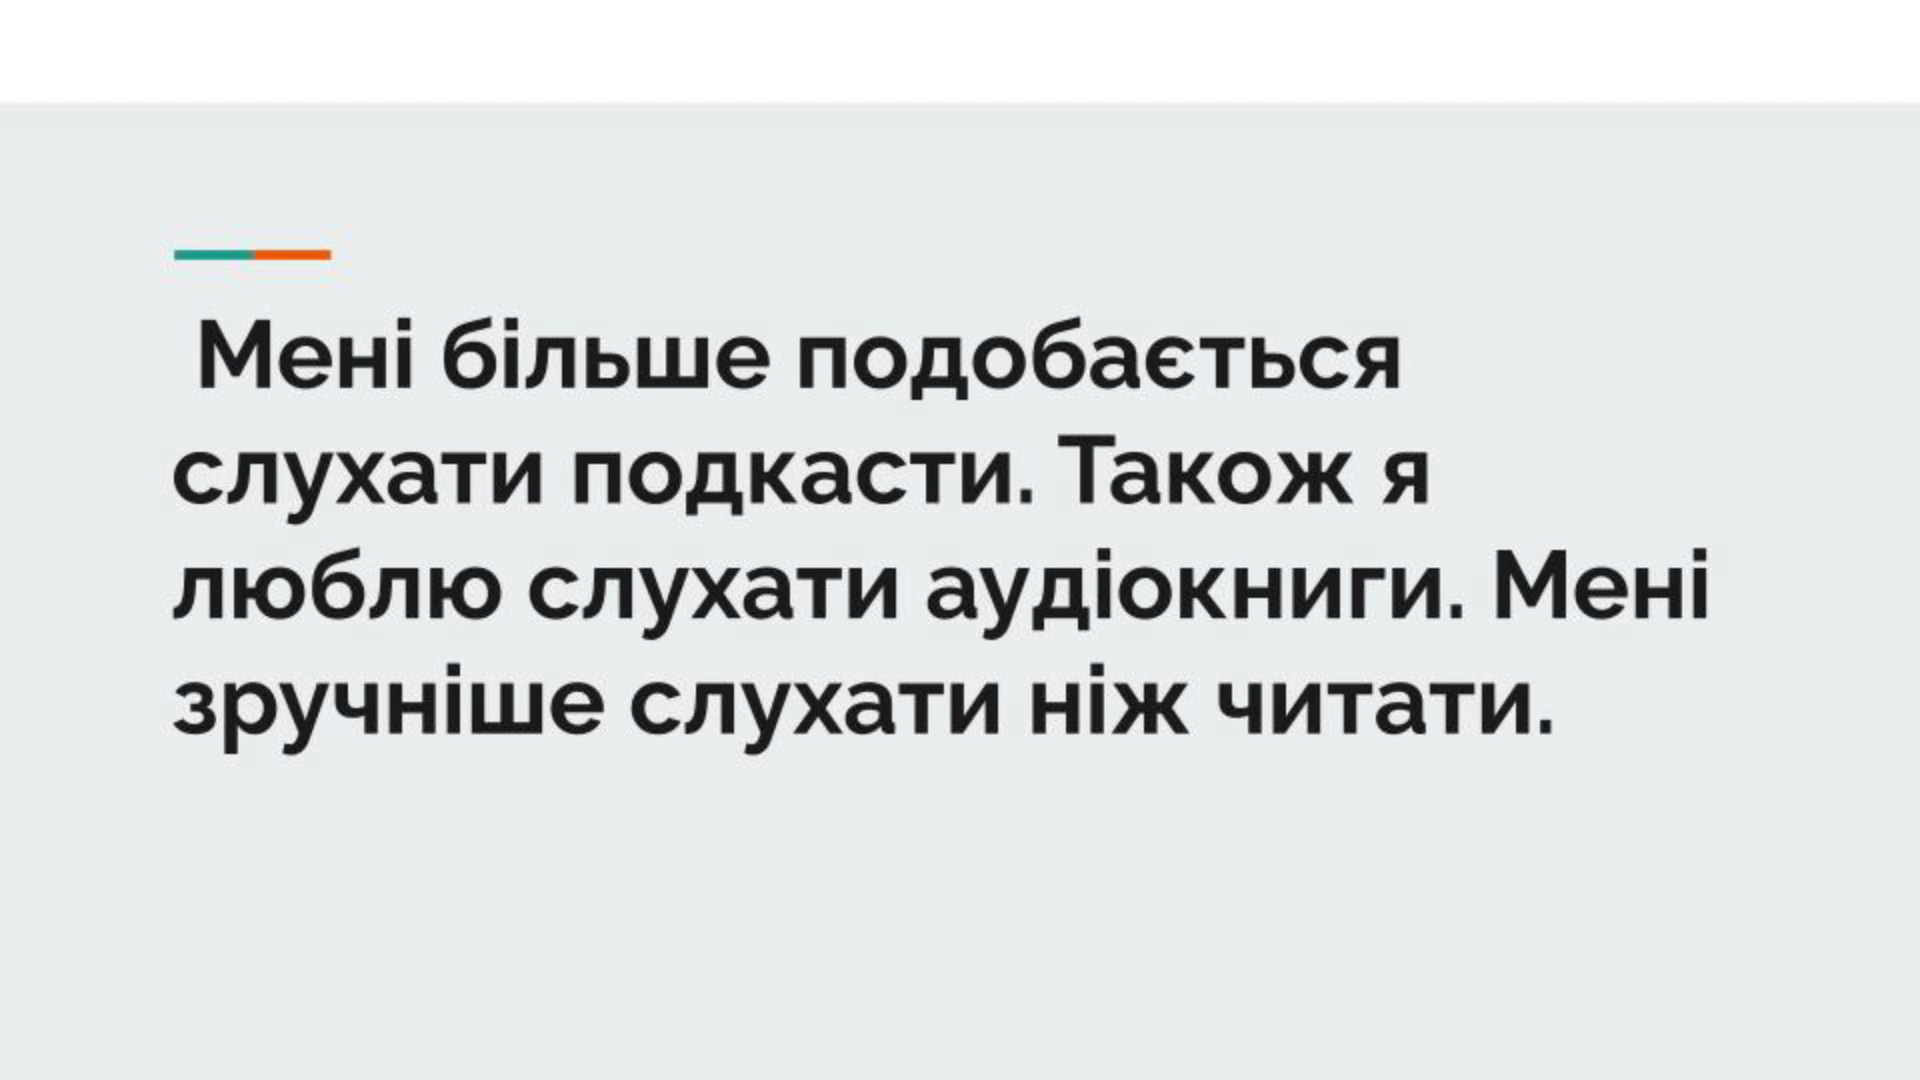 Мені більше подобається
слухати подкасти. Також я
люблю слухати аудіокниги. Мені
зручніше слухати ніж читати.